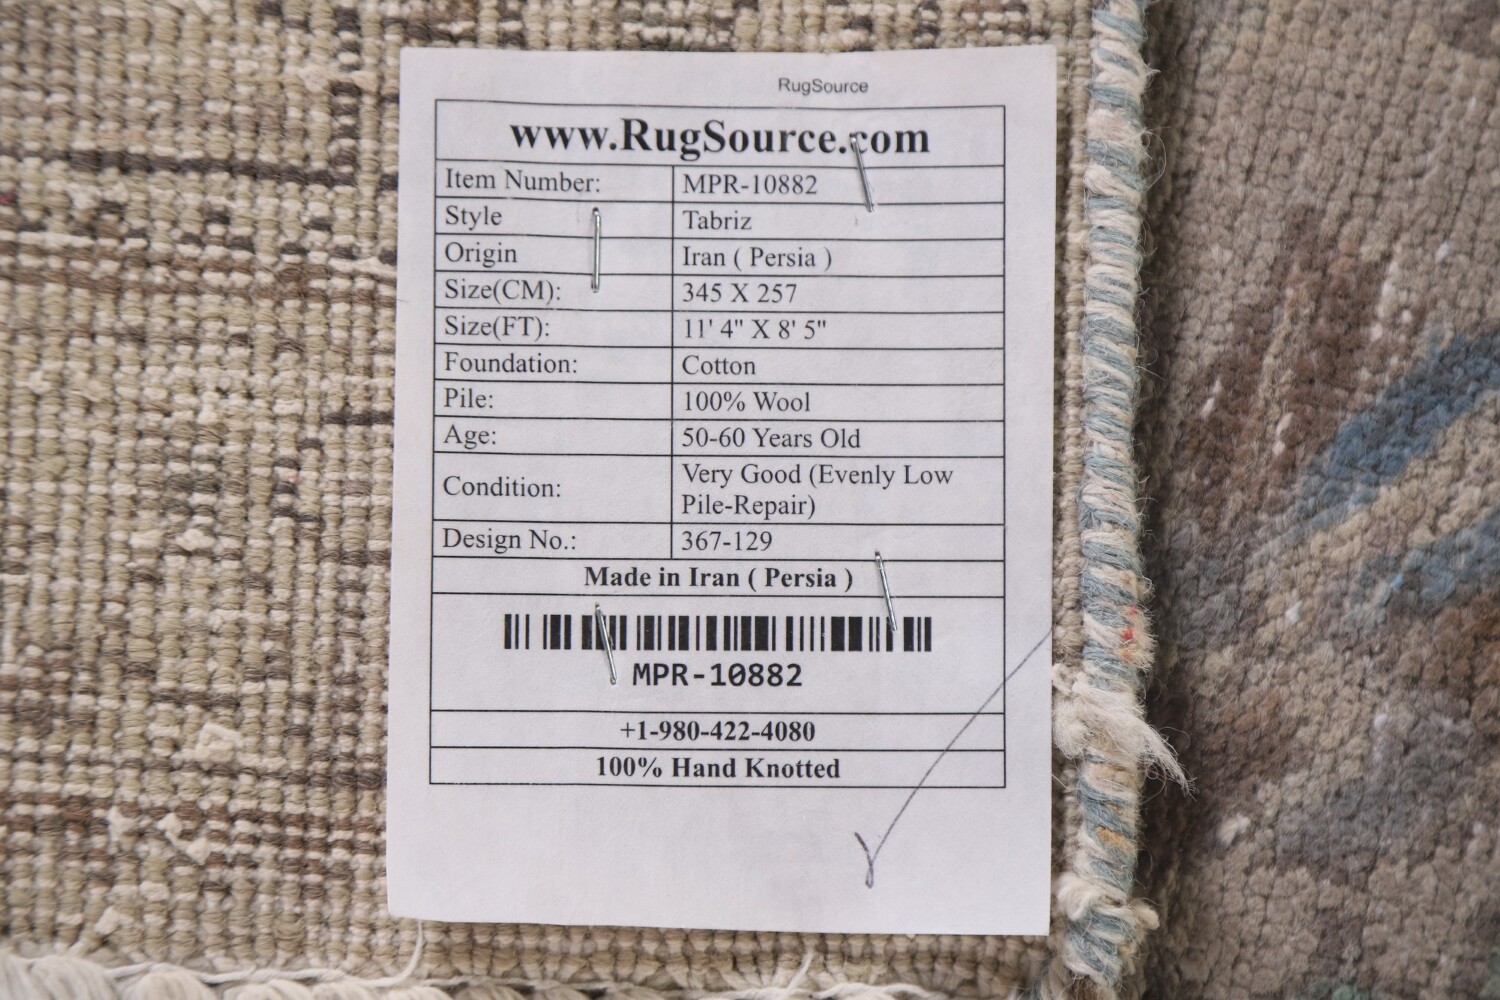 RugSource
www.RugSource.com
Item Number: MPR-10882
Style Tabriz
Origin Iran ( Persia )
Size(CM): 345 X 257
Size(FT): 11' 4" X 8' 5"
Foundation: Cotton
Pile: 100% Wool
Age: 50-60 Years Old
Condition: Very Good (Evenly Low
Pile-Repair)
Design No.: 367-129
Made in Iran ( Persia )
MPR-10882
+1-980-422-4080
100% Hand Knotted